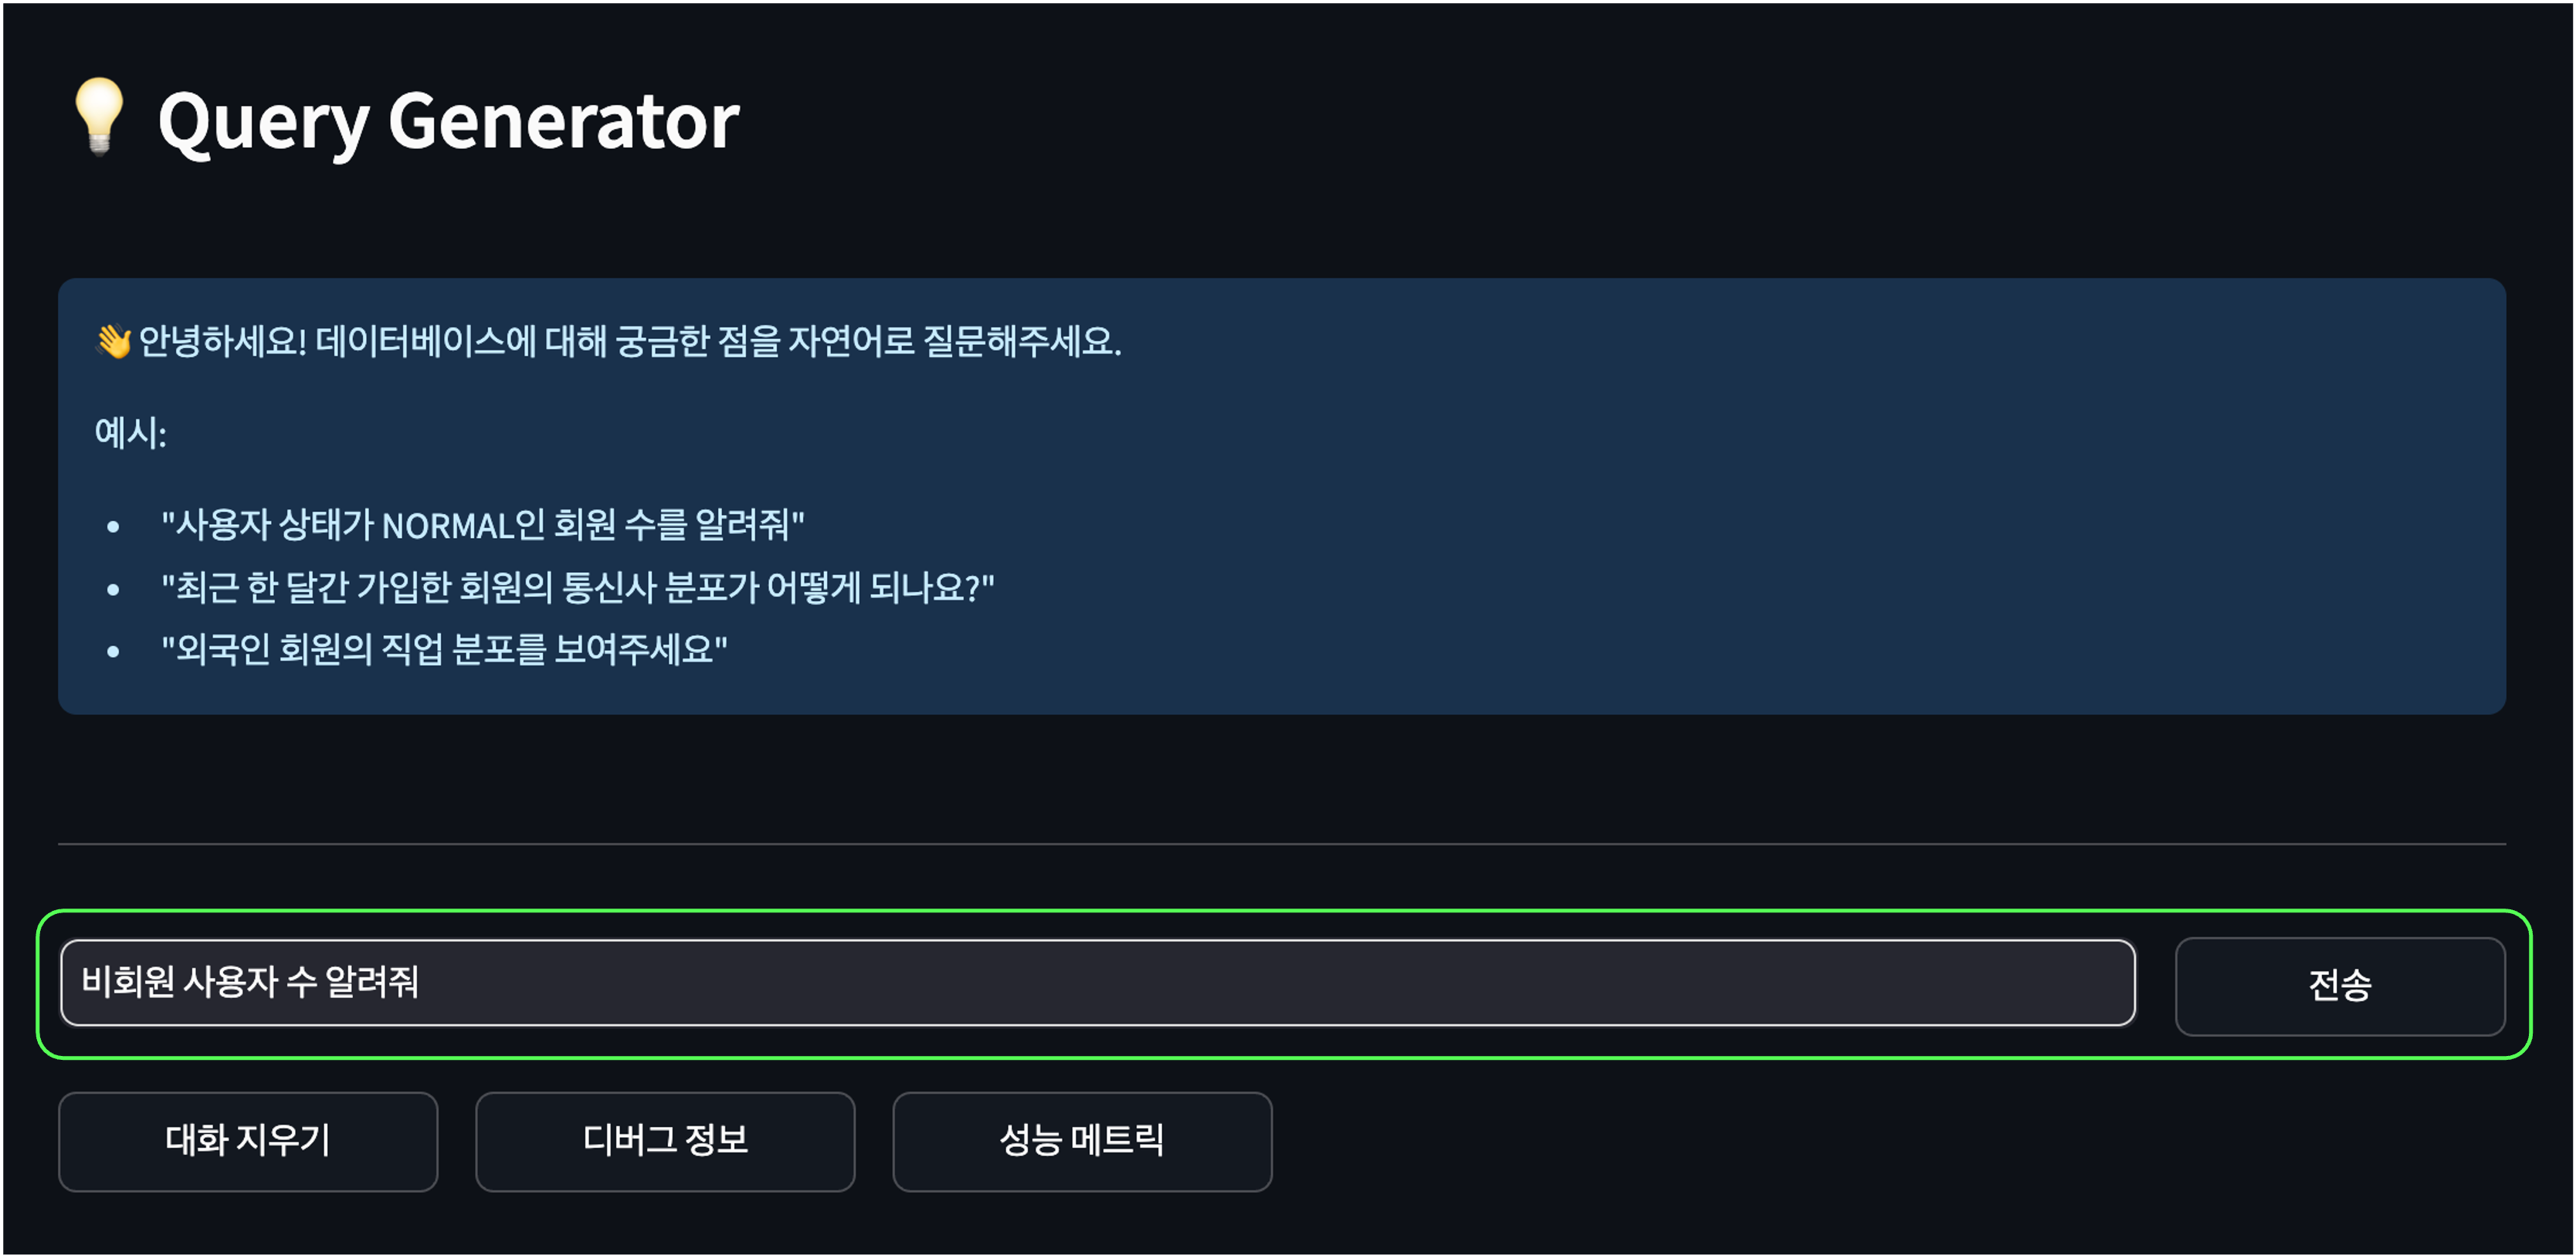 💡 Query Generator
👋 안녕하세요! 데이터베이스에 대해 궁금한 점을 자연어로 질문해주세요.
예시:
• "사용자 상태가 NORMAL인 회원 수를 알려줘"
• "최근 한 달간 가입한 회원의 통신사 분포가 어떻게 되나요?"
• "외국인 회원의 직업 분포를 보여주세요"
비회원 사용자 수 알려줘
전송
대화 지우기
디버그 정보
성능 메트릭